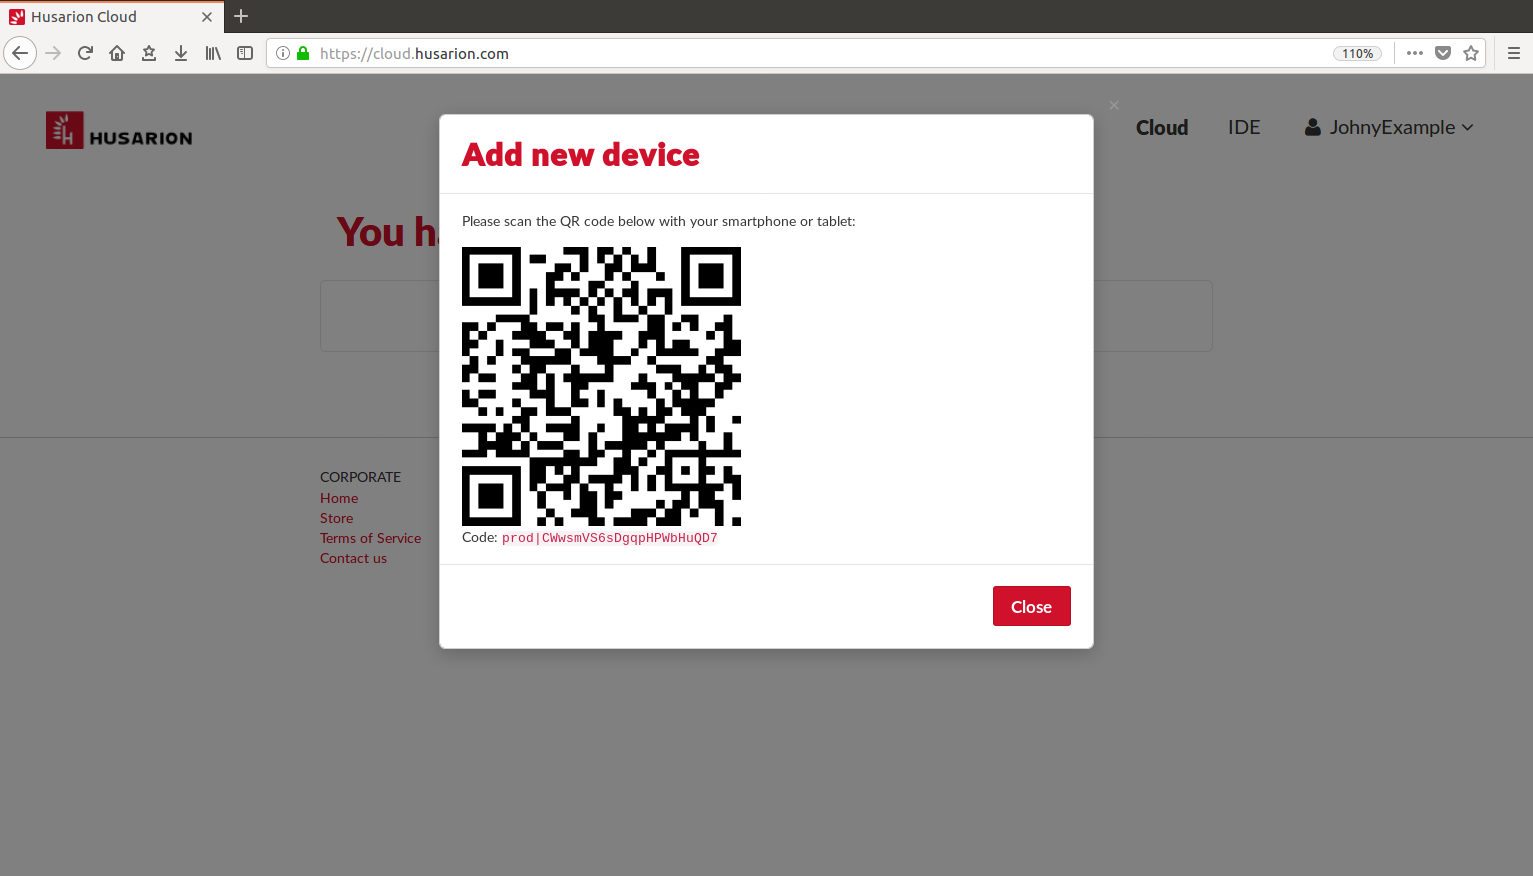 Husarion Cloud
https://cloud.husarion.com
110%
HUSARION
Cloud
IDE
JohnyExample
You
Add new device
Please scan the QR code below with your smartphone or tablet:
Code: prod|CWwsmVS6sDgqpHPWbHuQD7
Close
CORPORATE
Home
Store
Terms of Service
Contact us